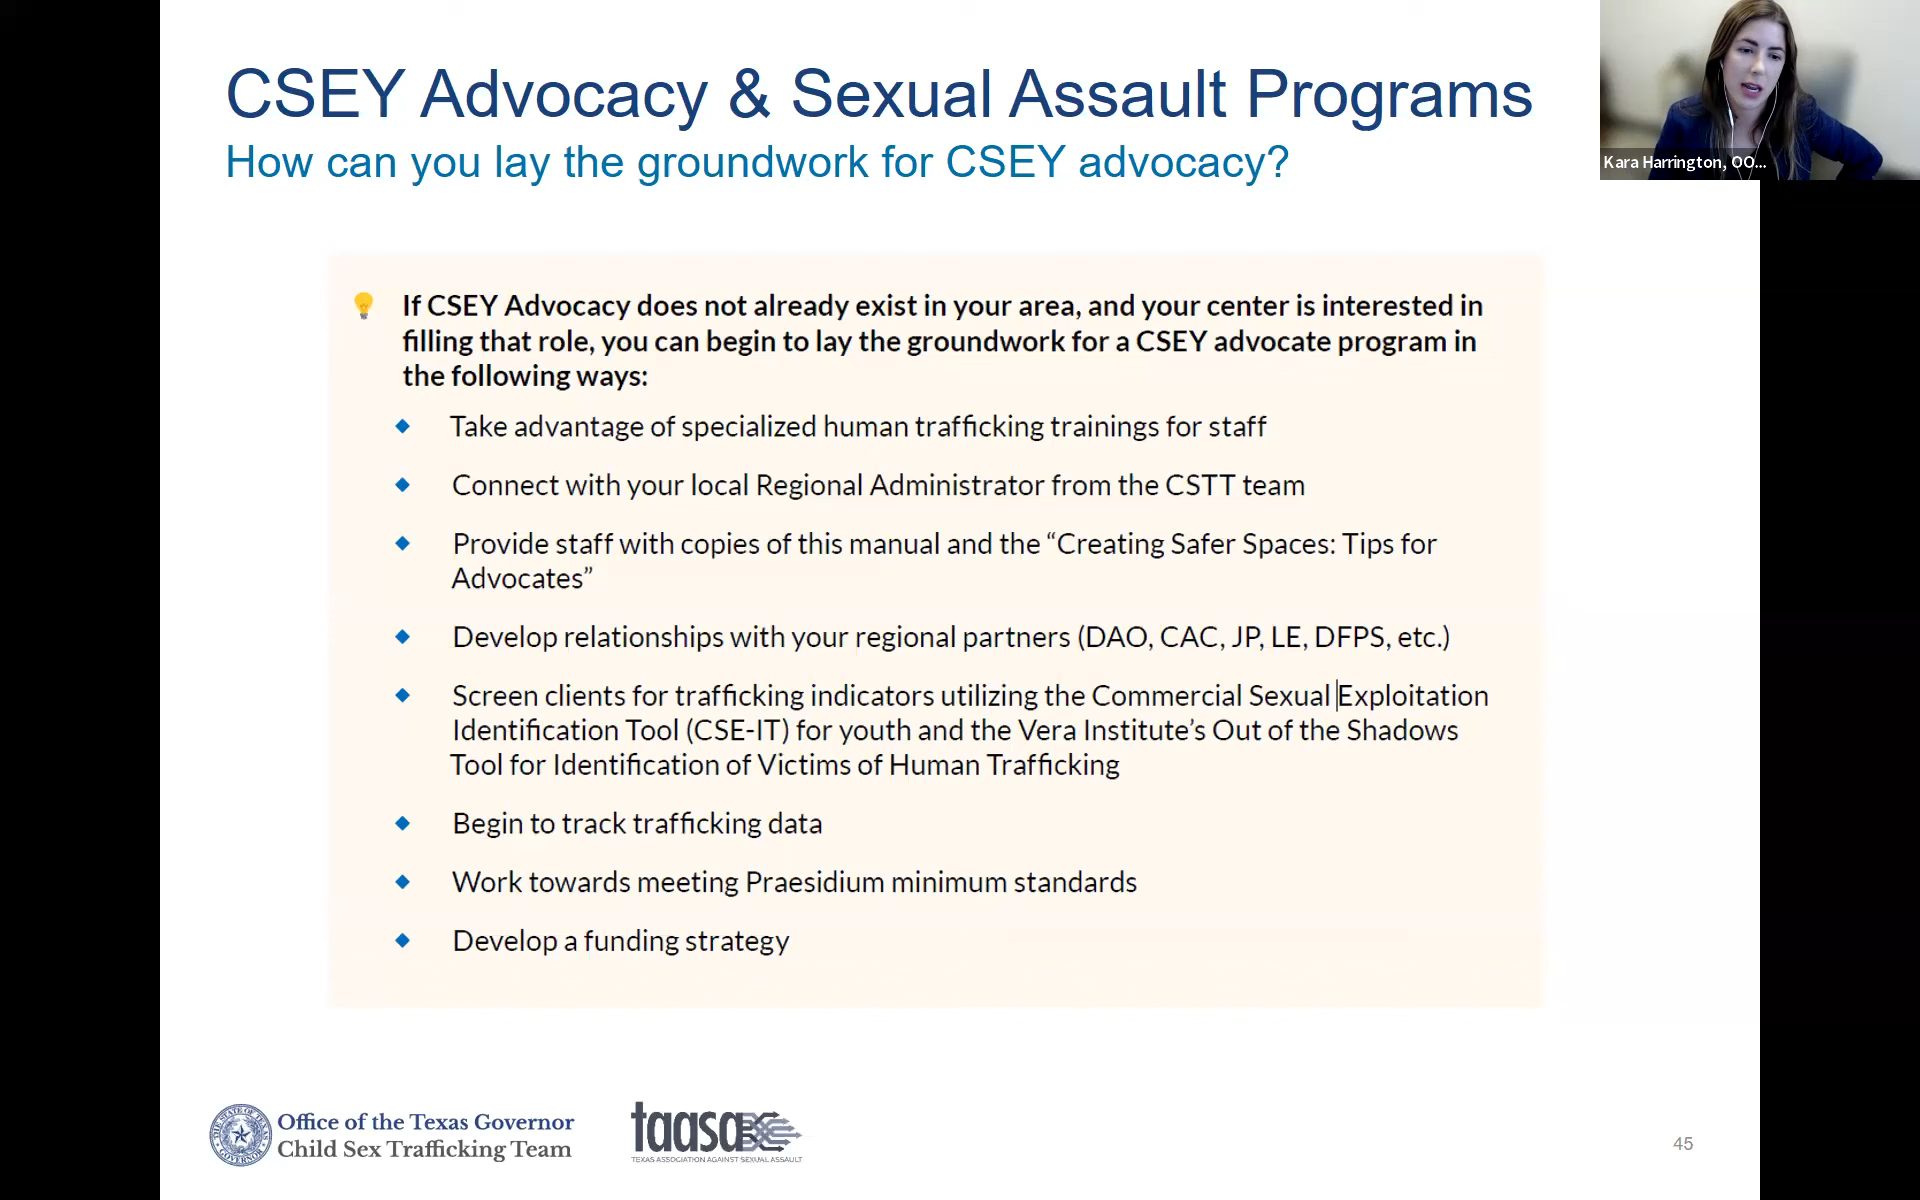 CSEY Advocacy & Sexual Assault Programs
How can you lay the groundwork for CSEY advocacy?
Kara Harrington, OO...
If CSEY Advocacy does not already exist in your area, and your center is interested in
filling that role, you can begin to lay the groundwork for a CSEY advocate program in
the following ways:
Take advantage of specialized human trafficking trainings for staff
Connect with your local Regional Administrator from the CSTT team
Provide staff with copies of this manual and the “Creating Safer Spaces: Tips for
Advocates”
Develop relationships with your regional partners (DAO, CAC, JP, LE, DFPS, etc.)
Screen clients for trafficking indicators utilizing the Commercial Sexual Exploitation
Identification Tool (CSE-IT) for youth and the Vera Institute’s Out of the Shadows
Tool for Identification of Victims of Human Trafficking
Begin to track trafficking data
Work towards meeting Praesidium minimum standards
Develop a funding strategy
Office of the Texas Governor
Child Sex Trafficking Team
taasa
TEXAS ASSOCIATION AGAINST SEXUAL ASSAULT
45